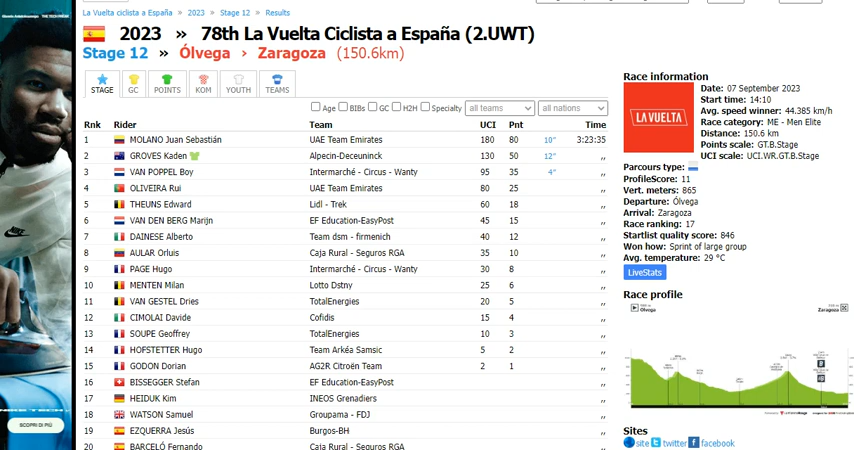 La Vuelta ciclista a España » 2023 » Stage 12 » Results
2023 » 78th La Vuelta Ciclista a España (2.UWT)
Stage 12 » Ólvega › Zaragoza (150.6km)
STAGE GC POINTS KOM YOUTH TEAMS
Age BIBs GC H2H Specialty all teams all nations
Rnk Rider Team UCI Pnt Time
1 MOLANO Juan Sebastián UAE Team Emirates 180 80 10″ 3:23:35
2 GROVES Kaden Alpecin-Deceuninck 130 50 12″ ,,
3 VAN POPPEL Boy Intermarché - Circus - Wanty 95 35 4″ ,,
4 OLIVEIRA Rui UAE Team Emirates 80 25 ,,
5 THEUNS Edward Lidl - Trek 60 18 ,,
6 VAN DEN BERG Marijn EF Education-EasyPost 45 15 ,,
7 DAINESE Alberto Team dsm - firmenich 40 12 ,,
8 AULAR Orluis Caja Rural - Seguros RGA 35 10 ,,
9 PAGE Hugo Intermarché - Circus - Wanty 30 8 ,,
10 MENTEN Milan Lotto Dstny 25 6 ,,
11 VAN GESTEL Dries TotalEnergies 20 5 ,,
12 CIMOLAI Davide Cofidis 15 4 ,,
13 SOUPE Geoffrey TotalEnergies 10 3 ,,
14 HOFSTETTER Hugo Team Arkéa Samsic 5 2 ,,
15 GODON Dorian AG2R Citroën Team 2 1 ,,
16 BISSEGGER Stefan EF Education-EasyPost ,,
17 HEIDUK Kim INEOS Grenadiers ,,
18 WATSON Samuel Groupama - FDJ ,,
19 EZQUERRA Jesús Burgos-BH ,,
20 BARCELÓ Fernando Caja Rural - Seguros RGA ,,
Race information
LA VUELTA
Date: 07 September 2023
Start time: 14:10
Avg. speed winner: 44.385 km/h
Race category: ME - Men Elite
Distance: 150.6 km
Points scale: GT.B.Stage
UCI scale: UCI.WR.GT.B.Stage
Parcours type:
ProfileScore: 11
Vert. meters: 865
Departure: Ólvega
Arrival: Zaragoza
Race ranking: 17
Startlist quality score: 846
Won how: Sprint of large group
Avg. temperature: 29 °C
LiveStats
Race profile
Ólvega Zaragoza
Sites
site twitter facebook
SCOPRI DI PIÙ